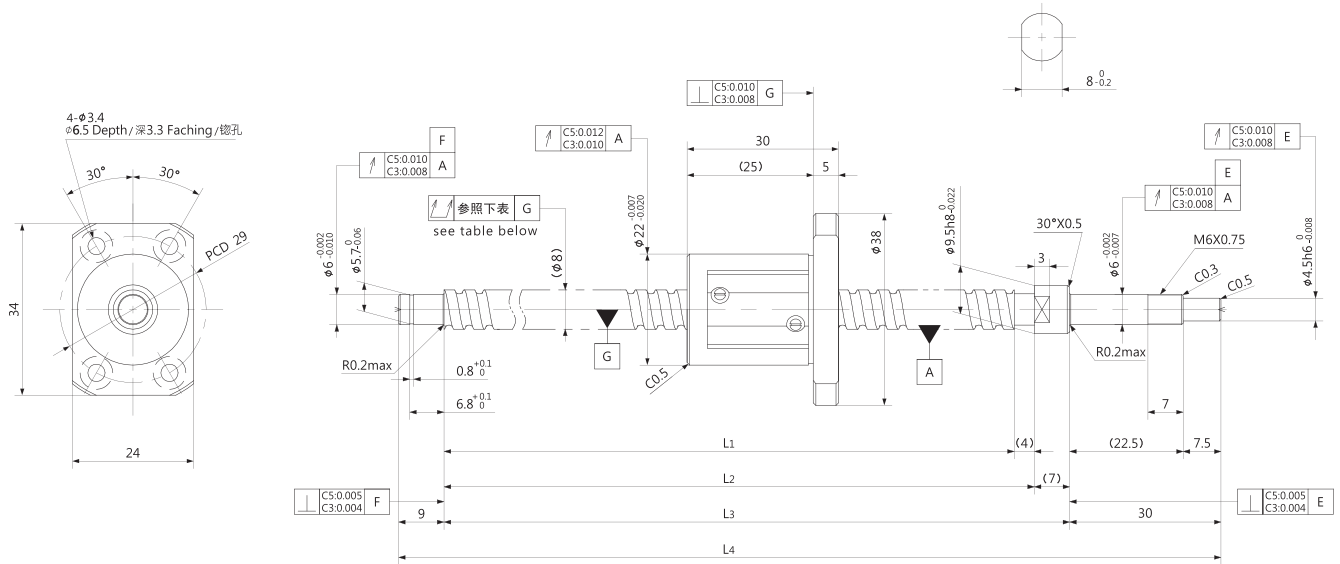 4-ϕ3.4
ϕ6.5 Depth/深3.3 Faching/锪孔
30°
30°
PCD 29
34
24
F
C5:0.010
C3:0.008
A
参照下表
G
see table below
ϕ6 -0.002 -0.010
ϕ5.7 0 -0.06
(ϕ8)
R0.2max
0.8 +0.1 0
6.8 +0.1 0
C5:0.012
C3:0.010
A
C5:0.010
C3:0.008
G
30
(25)
5
ϕ22 -0.007 -0.020
ϕ38
C0.5
G
A
8 0 -0.2
ϕ9.5h8 0 -0.022
30°X0.5
3
C5:0.010
C3:0.008
E
E
C5:0.010
C3:0.008
A
ϕ6 -0.002 -0.007
M6X0.75
C0.3
C0.5
ϕ4.5h6 0 -0.008
R0.2max
7
L1
(4)
(22.5)
7.5
L2
(7)
C5:0.005
C3:0.004
F
C5:0.005
C3:0.004
E
9
L3
30
L4